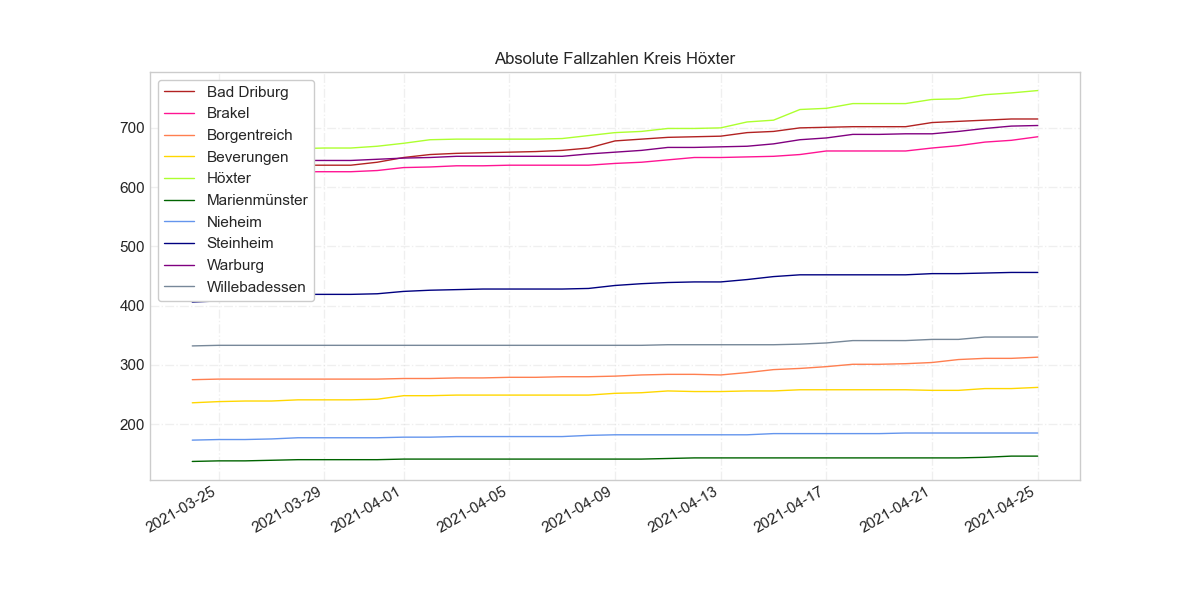 Absolute Fallzahlen Kreis Höxter
Bad Driburg
Brakel
Borgentreich
Beverungen
Höxter
Marienmünster
Nieheim
Steinheim
Warburg
Willebadessen
700
600
500
400
300
200
2021-03-25
2021-03-29
2021-04-01
2021-04-05
2021-04-09
2021-04-13
2021-04-17
2021-04-21
2021-04-25